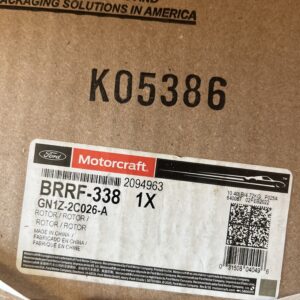 PACKAGING SOLUTIONS IN AMERICA
K05386
Ford Motorcraft
2094963
BRRF-338 1X
GN1Z-2C026-A
ROTOR / ROTOR /
ROTOR / ROTOR
MADE IN CHINA /
FABRICADO EN CHINA /
FABRIQUÉ EN CHINE